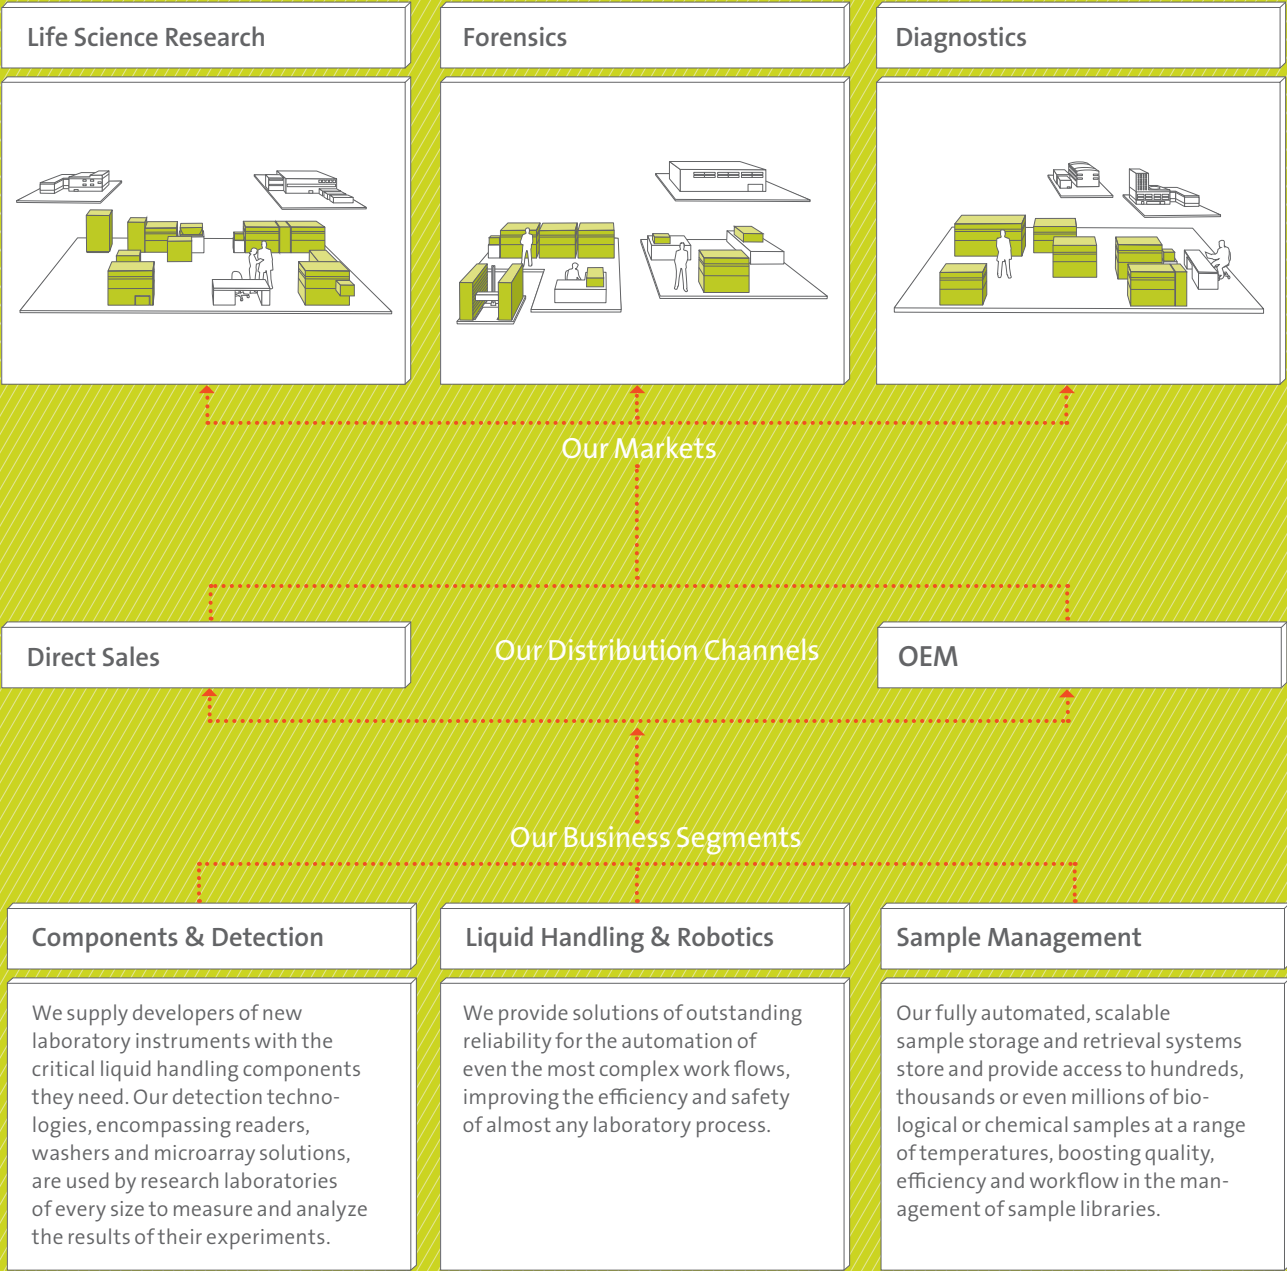 Life Science Research
Forensics
Diagnostics
Our Markets
Direct Sales
Our Distribution Channels
OEM
Our Business Segments
Components & Detection
We supply developers of new
laboratory instruments with the
critical liquid handling components
they need. Our detection techno-
logies, encompassing readers,
washers and microarray solutions,
are used by research laboratories
of every size to measure and analyze
the results of their experiments.
Liquid Handling & Robotics
We provide solutions of outstanding
reliability for the automation of
even the most complex work flows,
improving the efficiency and safety
of almost any laboratory process.
Sample Management
Our fully automated, scalable
sample storage and retrieval systems
store and provide access to hundreds,
thousands or even millions of bio-
logical or chemical samples at a range
of temperatures, boosting quality,
efficiency and workflow in the man-
agement of sample libraries.